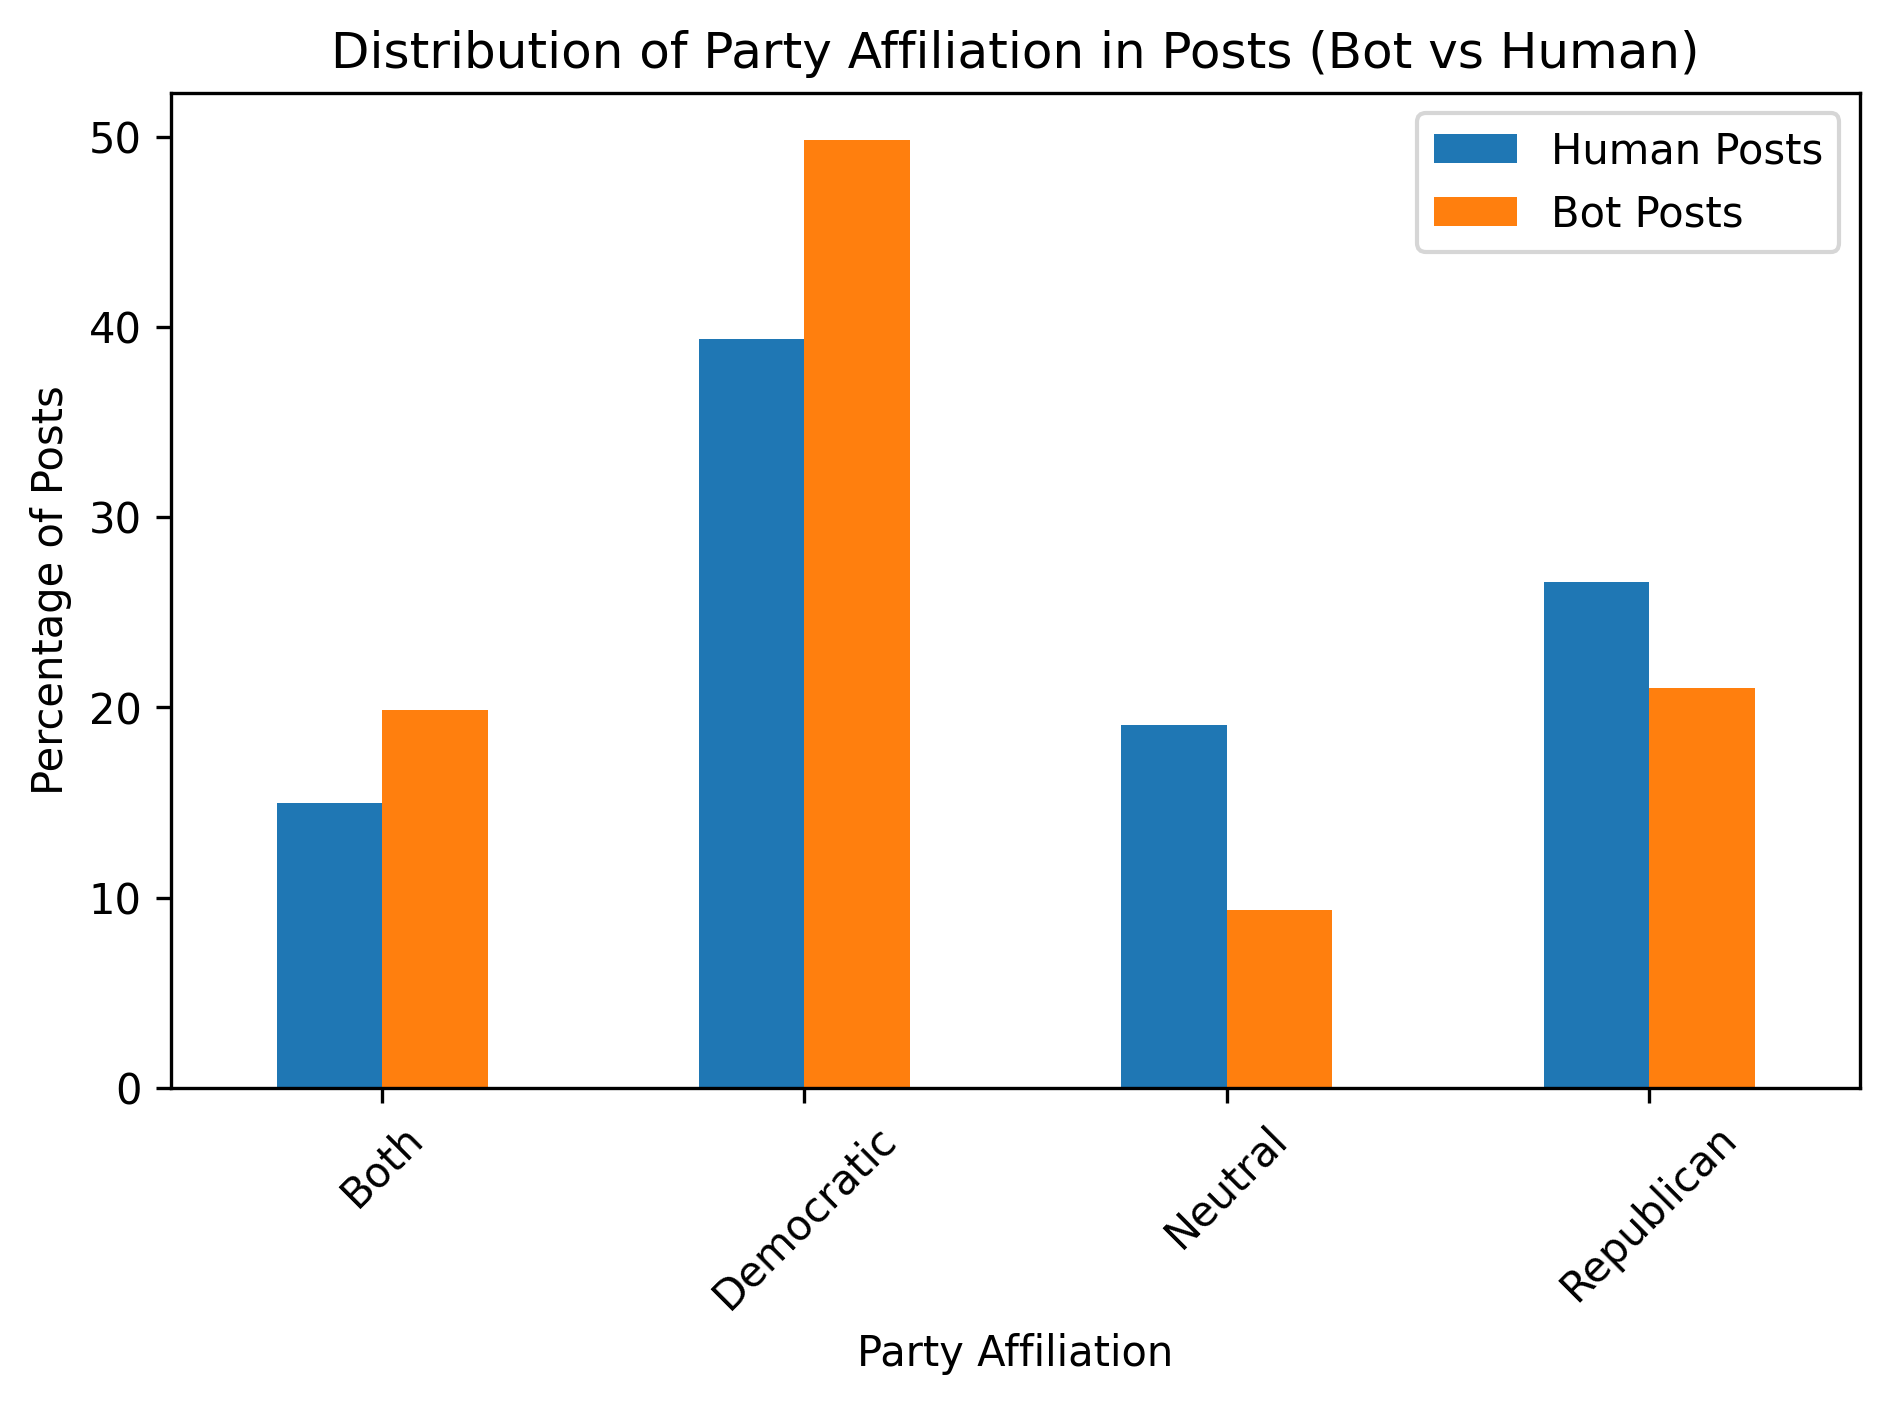 Distribution of Party Affiliation in Posts (Bot vs Human)
Human Posts
Bot Posts
Percentage of Posts
50
40
30
20
10
0
Both
Democratic
Neutral
Republican
Party Affiliation